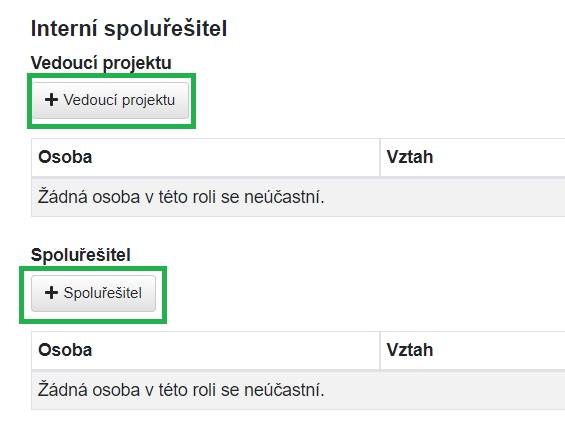 Interní spoluřešitel
Vedoucí projektu
+ Vedoucí projektu
Osoba Vztah
Žádná osoba v této roli se neúčastní.
Spoluřešitel
+ Spoluřešitel
Osoba Vztah
Žádná osoba v této roli se neúčastní.